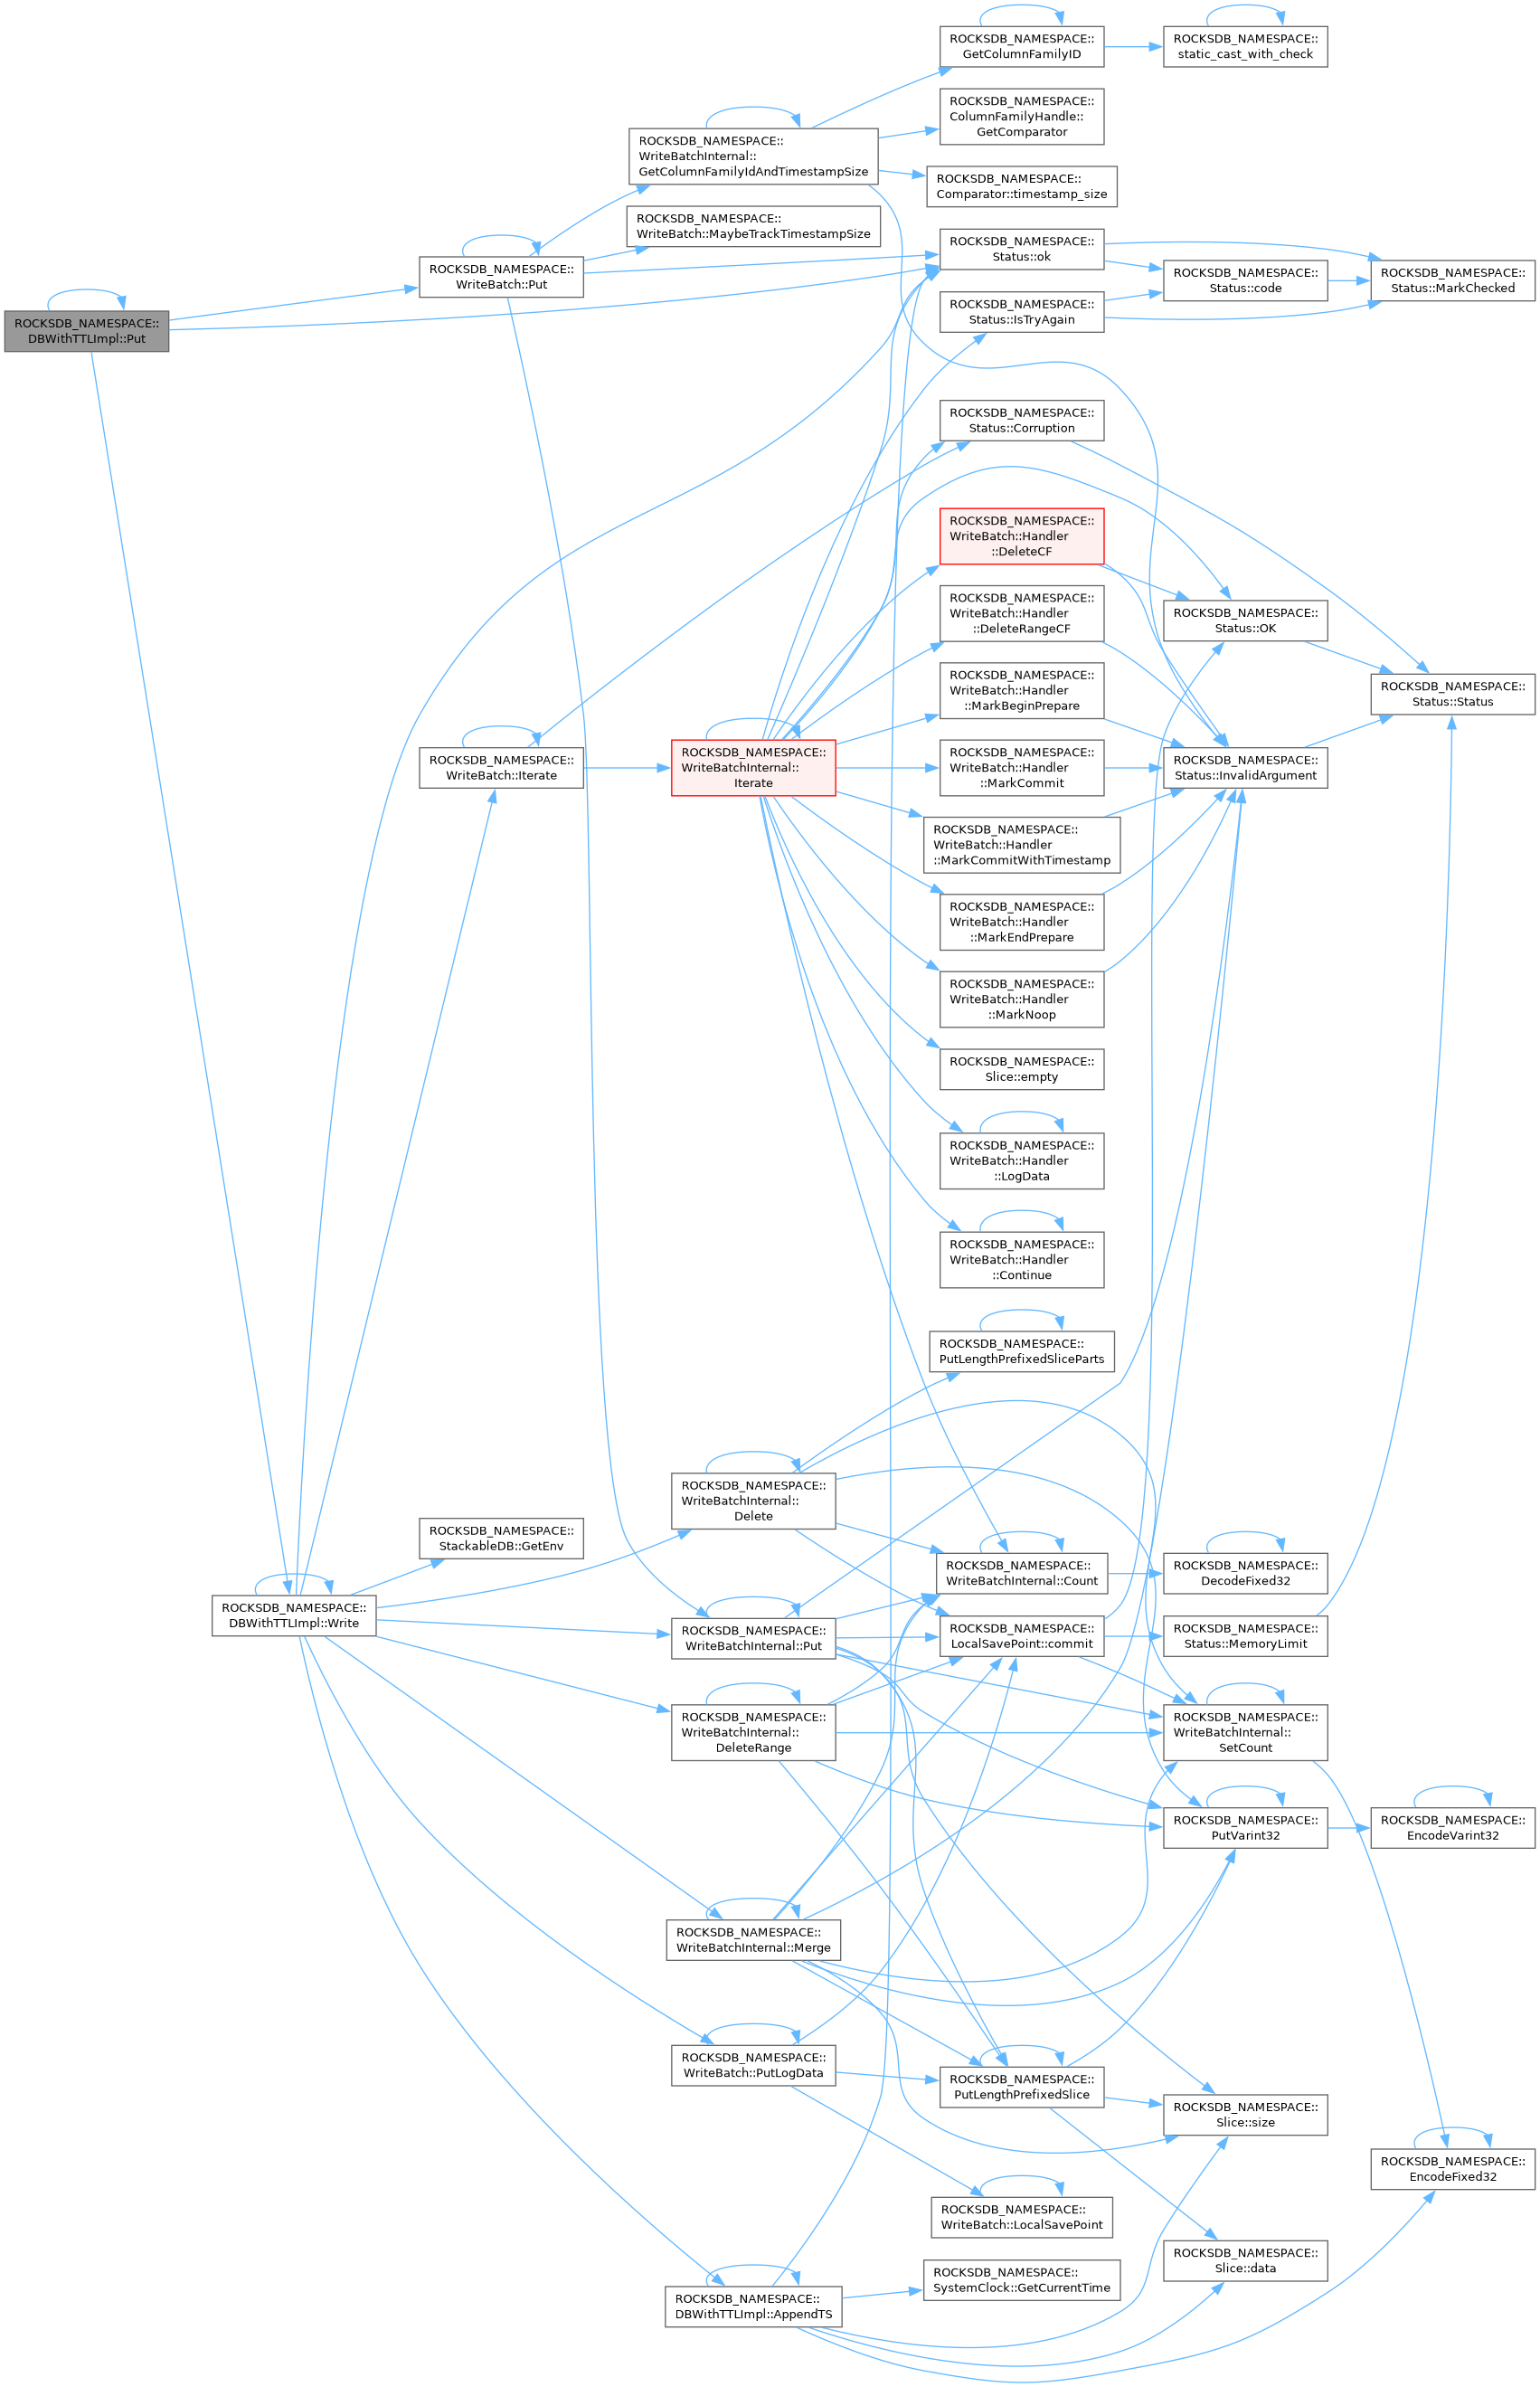 ROCKSDB_NAMESPACE::
GetColumnFamilyID
ROCKSDB_NAMESPACE::
static_cast_with_check
ROCKSDB_NAMESPACE::
ColumnFamilyHandle::
GetComparator
ROCKSDB_NAMESPACE::
WriteBatchInternal::
GetColumnFamilyIdAndTimestampSize
ROCKSDB_NAMESPACE::
Comparator::timestamp_size
ROCKSDB_NAMESPACE::
WriteBatch::MaybeTrackTimestampSize
ROCKSDB_NAMESPACE::
Status::ok
ROCKSDB_NAMESPACE::
WriteBatch::Put
ROCKSDB_NAMESPACE::
Status::code
ROCKSDB_NAMESPACE::
Status::MarkChecked
ROCKSDB_NAMESPACE::
Status::IsTryAgain
ROCKSDB_NAMESPACE::
DBWithTTLImpl::Put
ROCKSDB_NAMESPACE::
Status::Corruption
ROCKSDB_NAMESPACE::
WriteBatch::Handler
::DeleteCF
ROCKSDB_NAMESPACE::
WriteBatch::Handler
::DeleteRangeCF
ROCKSDB_NAMESPACE::
Status::OK
ROCKSDB_NAMESPACE::
WriteBatch::Handler
::MarkBeginPrepare
ROCKSDB_NAMESPACE::
Status::Status
ROCKSDB_NAMESPACE::
WriteBatch::Iterate
ROCKSDB_NAMESPACE::
WriteBatchInternal::
Iterate
ROCKSDB_NAMESPACE::
WriteBatch::Handler
::MarkCommit
ROCKSDB_NAMESPACE::
Status::InvalidArgument
ROCKSDB_NAMESPACE::
WriteBatch::Handler
::MarkCommitWithTimestamp
ROCKSDB_NAMESPACE::
WriteBatch::Handler
::MarkEndPrepare
ROCKSDB_NAMESPACE::
WriteBatch::Handler
::MarkNoop
ROCKSDB_NAMESPACE::
Slice::empty
ROCKSDB_NAMESPACE::
WriteBatch::Handler
::LogData
ROCKSDB_NAMESPACE::
WriteBatch::Handler
::Continue
ROCKSDB_NAMESPACE::
PutLengthPrefixedSliceParts
ROCKSDB_NAMESPACE::
WriteBatchInternal::
Delete
ROCKSDB_NAMESPACE::
StackableDB::GetEnv
ROCKSDB_NAMESPACE::
WriteBatchInternal::Count
ROCKSDB_NAMESPACE::
DecodeFixed32
ROCKSDB_NAMESPACE::
DBWithTTLImpl::Write
ROCKSDB_NAMESPACE::
WriteBatchInternal::Put
ROCKSDB_NAMESPACE::
LocalSavePoint::commit
ROCKSDB_NAMESPACE::
Status::MemoryLimit
ROCKSDB_NAMESPACE::
WriteBatchInternal::
DeleteRange
ROCKSDB_NAMESPACE::
WriteBatchInternal::
SetCount
ROCKSDB_NAMESPACE::
PutVarint32
ROCKSDB_NAMESPACE::
EncodeVarint32
ROCKSDB_NAMESPACE::
WriteBatchInternal::Merge
ROCKSDB_NAMESPACE::
WriteBatch::PutLogData
ROCKSDB_NAMESPACE::
PutLengthPrefixedSlice
ROCKSDB_NAMESPACE::
Slice::size
ROCKSDB_NAMESPACE::
EncodeFixed32
ROCKSDB_NAMESPACE::
WriteBatch::LocalSavePoint
ROCKSDB_NAMESPACE::
Slice::data
ROCKSDB_NAMESPACE::
SystemClock::GetCurrentTime
ROCKSDB_NAMESPACE::
DBWithTTLImpl::AppendTS